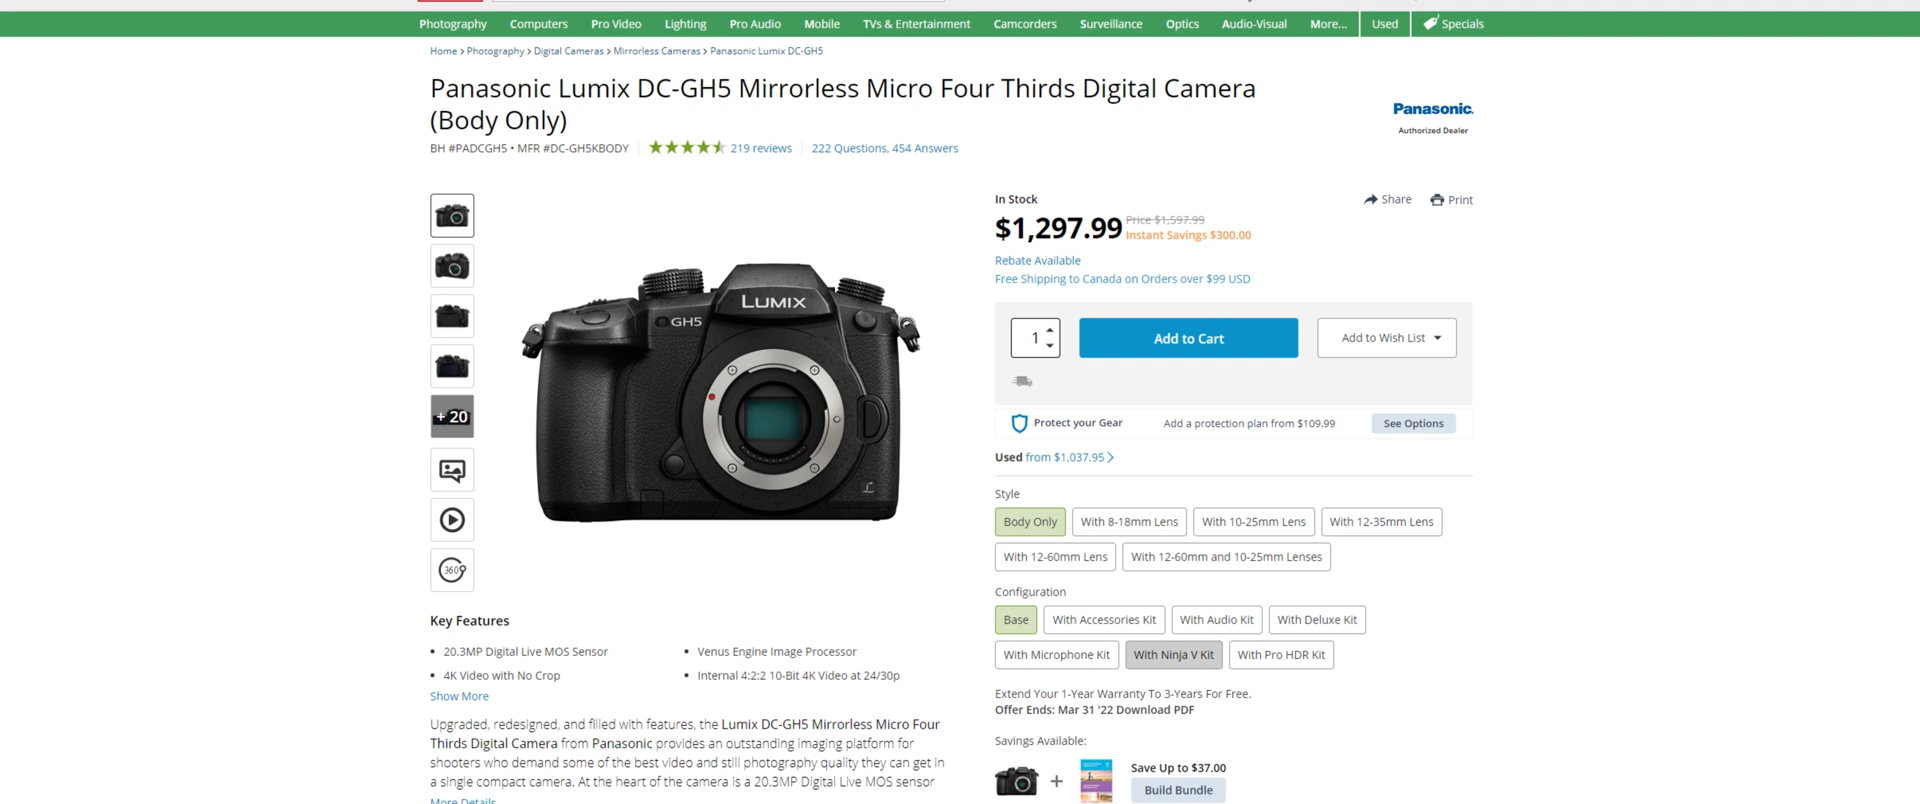 Photography Computers Pro Video Lighting Pro Audio Mobile TVs & Entertainment Camcorders Surveillance Optics Audio-Visual More... Used Specials
Home > Photography > Digital Cameras > Mirrorless Cameras > Panasonic Lumix DC-GH5
Panasonic Lumix DC-GH5 Mirrorless Micro Four Thirds Digital Camera
(Body Only)
Panasonic.
Authorized Dealer
BH #PADCGH5 • MFR #DC-GH5KBODY 219 reviews 222 Questions, 454 Answers
+ 20
360
LUMIX
GH5
In Stock
Share Print
$1,297.99 Price $1,597.99
Instant Savings $300.00
Rebate Available
Free Shipping to Canada on Orders over $99 USD
1 Add to Cart Add to Wish List
Protect your Gear Add a protection plan from $109.99 See Options
Used from $1,037.95 >
Style
Body Only With 8-18mm Lens With 10-25mm Lens With 12-35mm Lens
With 12-60mm Lens With 12-60mm and 10-25mm Lenses
Configuration
Base With Accessories Kit With Audio Kit With Deluxe Kit
With Microphone Kit With Ninja V Kit With Pro HDR Kit
Extend Your 1-Year Warranty To 3-Years For Free.
Offer Ends: Mar 31 '22 Download PDF
Savings Available:
+ Save Up to $37.00
Build Bundle
Key Features
• 20.3MP Digital Live MOS Sensor
• 4K Video with No Crop
• Venus Engine Image Processor
• Internal 4:2:2 10-Bit 4K Video at 24/30p
Show More
Upgraded, redesigned, and filled with features, the Lumix DC-GH5 Mirrorless Micro Four
Thirds Digital Camera from Panasonic provides an outstanding imaging platform for
shooters who demand some of the best video and still photography quality they can get in
a single compact camera. At the heart of the camera is a 20.3MP Digital Live MOS sensor
More Details